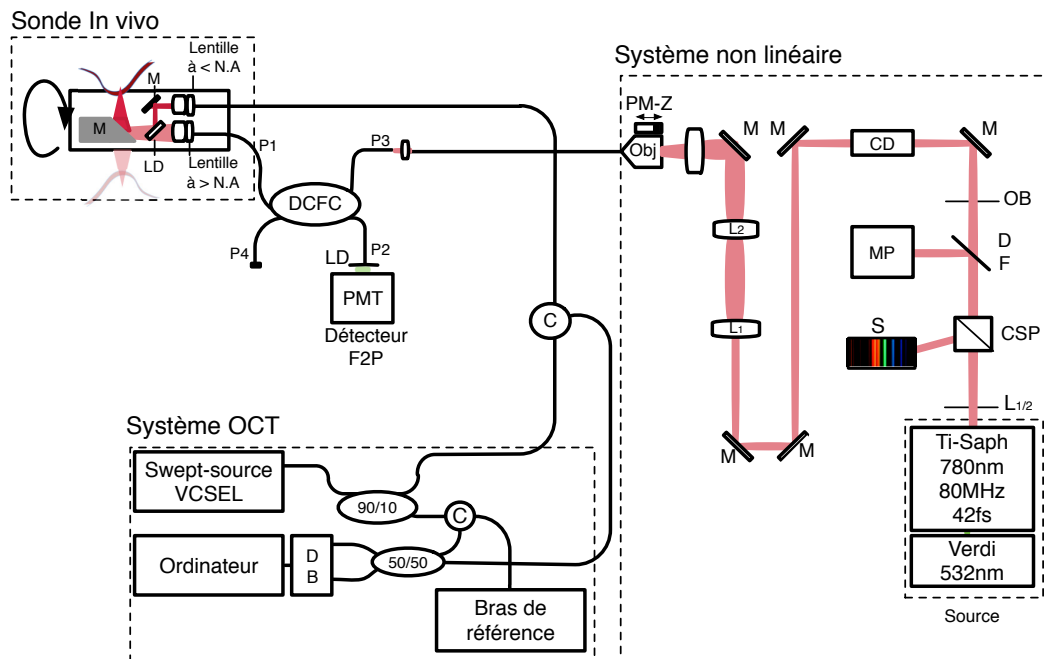 Sonde In vivo
Lentille
à < N.A
M
M
LD
Lentille
à > N.A
P1
P3
DCFC
P4
P2
LD
PMT
Détecteur
F2P
C
Système non linéaire
PM-Z
Obj
M
M
CD
M
OB
L2
MP
D
F
L1
S
CSP
M
M
L1/2
Ti-Saph
780nm
80MHz
42fs
Verdi
532nm
Source
Système OCT
Swept-source
VCSEL
90/10
C
Ordinateur
D
B
50/50
Bras de
référence